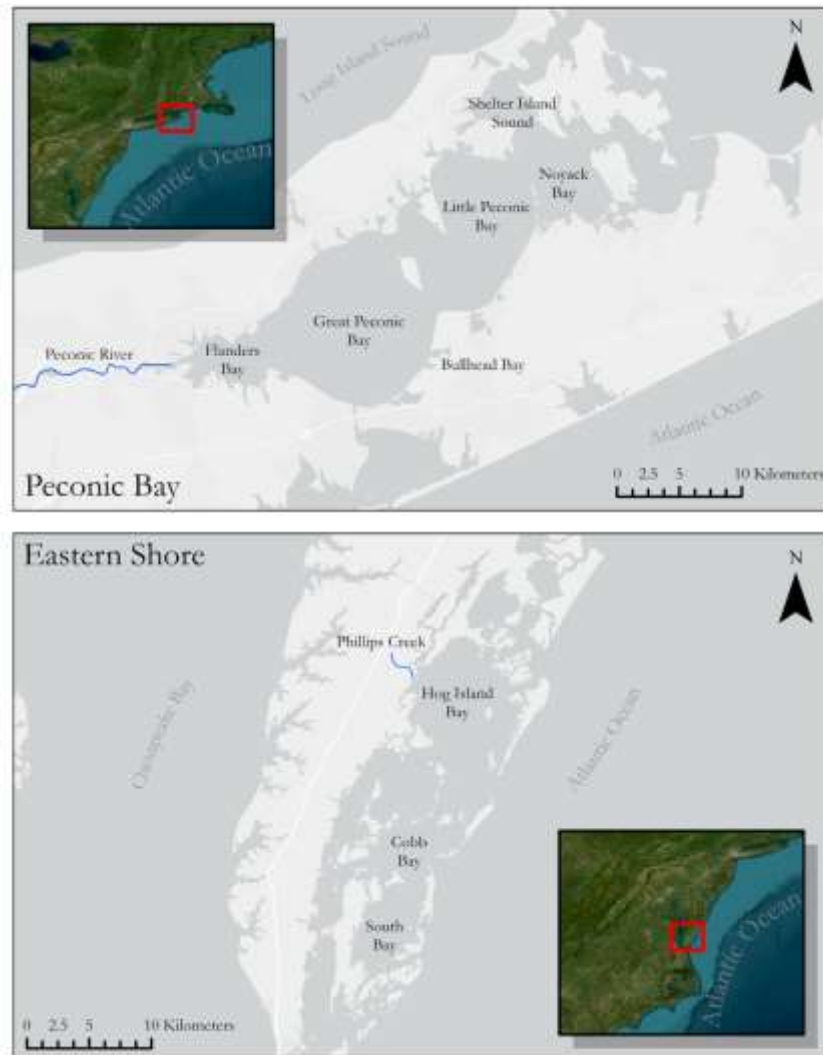 Atlantic Ocean
Long Island Sound
N
Shelter Island
Sound
Noyack
Bay
Little Peconic
Bay
Great Peconic
Bay
Peconic River
Flanders
Bay
Bullhead Bay
Atlantic Ocean
0 2.5 5 10 Kilometers
Peconic Bay
Eastern Shore
N
Phillips Creek
Hog Island
Bay
Chesapeake Bay
Atlantic Ocean
Cobb
Bay
South
Bay
Atlantic Ocean
0 2.5 5 10 Kilometers